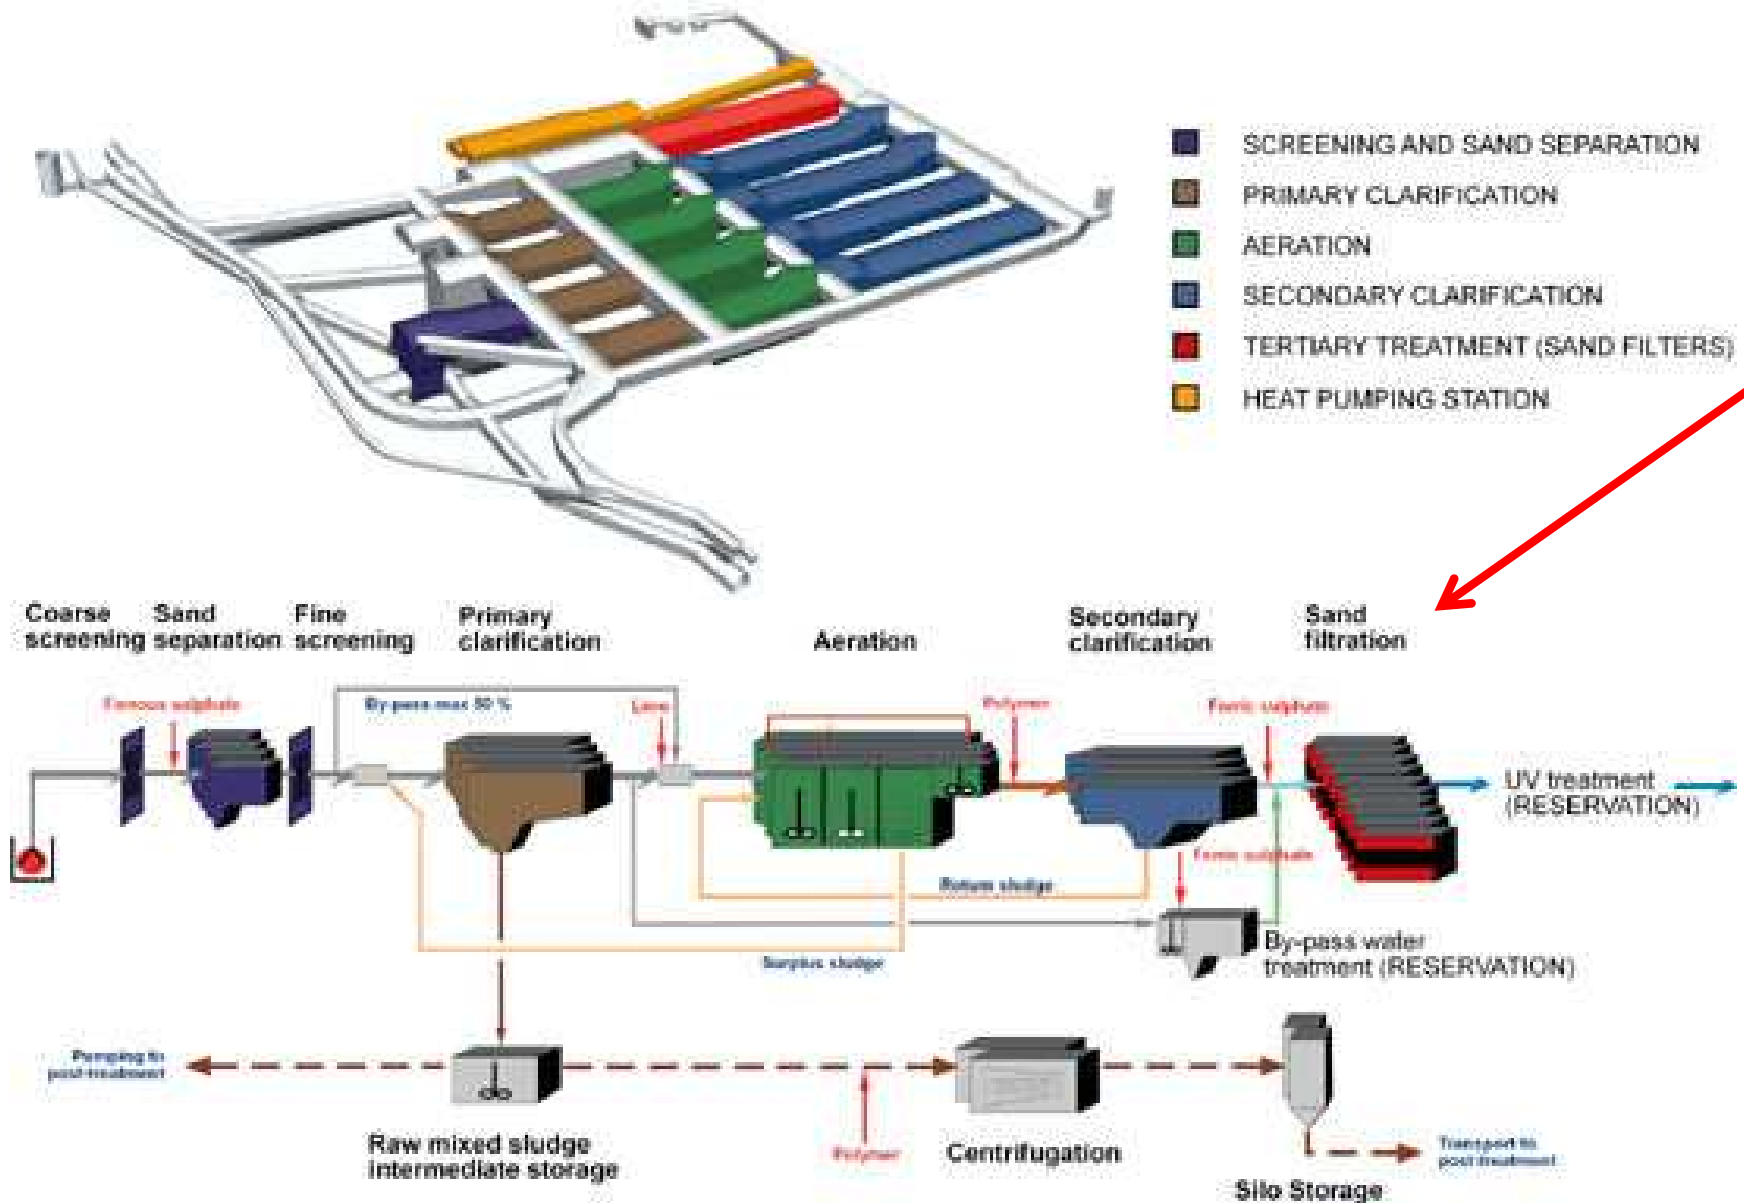 SCREENING AND SAND SEPARATION
PRIMARY CLARIFICATION
AERATION
SECONDARY CLARIFICATION
TERTIARY TREATMENT (SAND FILTERS)
HEAT PUMPING STATION
Coarse
screening
Sand
separation
Fine
screening
Primary
clarification
Aeration
Secondary
clarification
Sand
filtration
Ferrous sulphate
By-pass max 50 %
Lime
Polymer
Ferric sulphate
UV treatment
(RESERVATION)
Ferric sulphate
Return sludge
By-pass water
treatment (RESERVATION)
Surplus sludge
Pumping to
post-treatment
Raw mixed sludge
intermediate storage
Polymer
Centrifugation
Transport to
post-treatment
Silo Storage